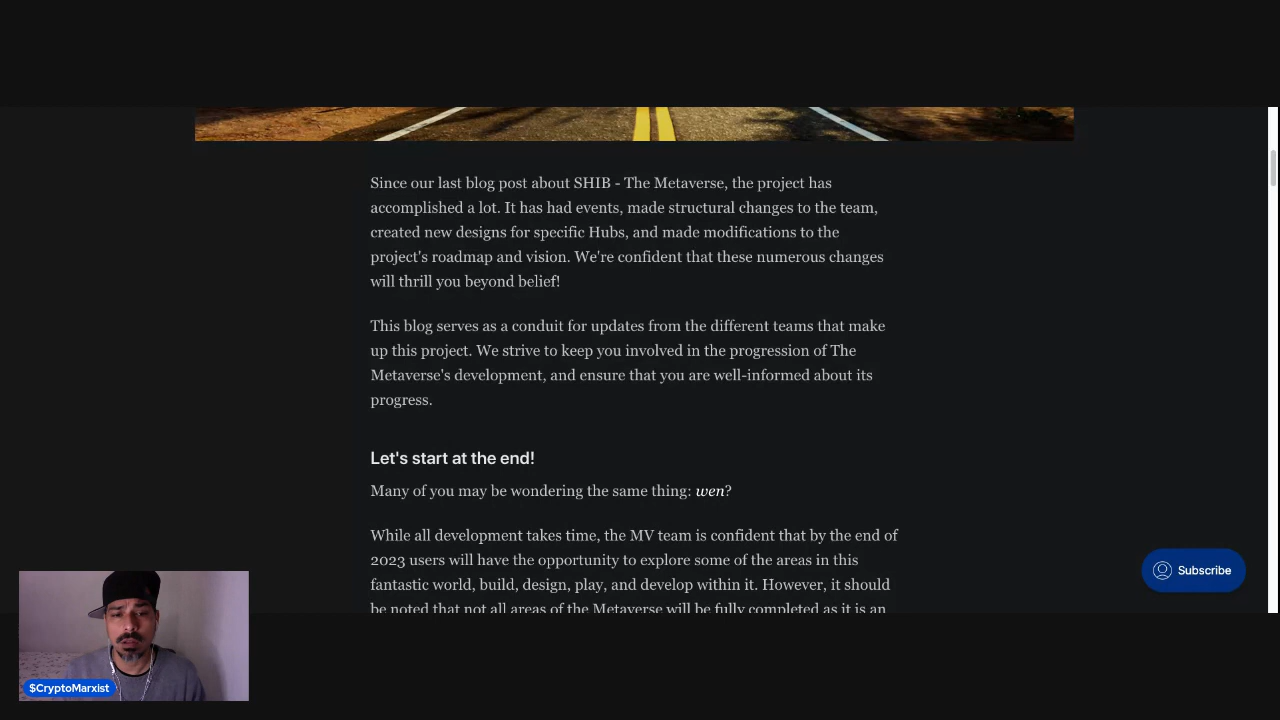 Since our last blog post about SHIB - The Metaverse, the project has
accomplished a lot. It has had events, made structural changes to the team,
created new designs for specific Hubs, and made modifications to the
project's roadmap and vision. We're confident that these numerous changes
will thrill you beyond belief!
This blog serves as a conduit for updates from the different teams that make
up this project. We strive to keep you involved in the progression of The
Metaverse's development, and ensure that you are well-informed about its
progress.
Let's start at the end!
Many of you may be wondering the same thing: wen?
While all development takes time, the MV team is confident that by the end of
2023 users will have the opportunity to explore some of the areas in this
fantastic world, build, design, play, and develop within it. However, it should
be noted that not all areas of the Metaverse will be fully completed as it is an
Subscribe
$CryptoMarxist